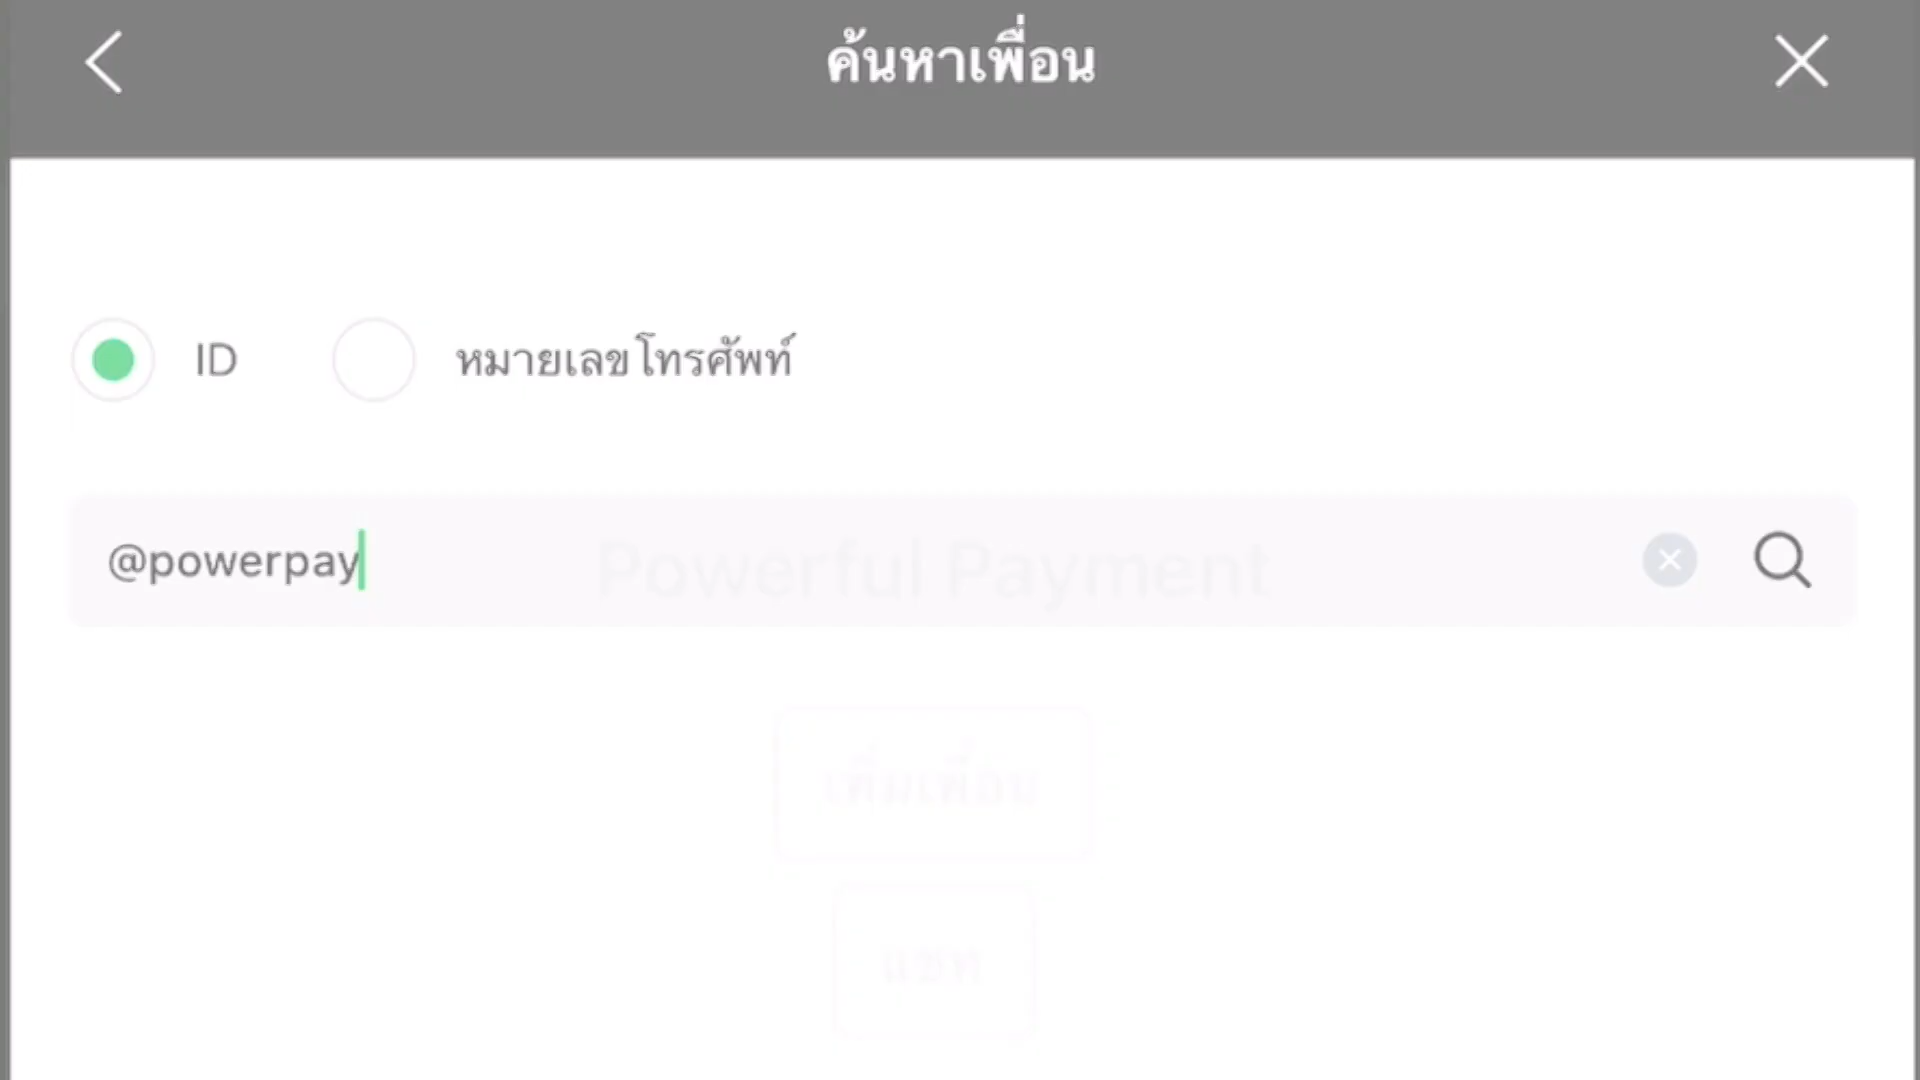 ค้นหาเพื่อน
ID
หมายเลขโทรศัพท์
@powerpay
Powerful Payment
เพิ่มเพื่อน
แชท